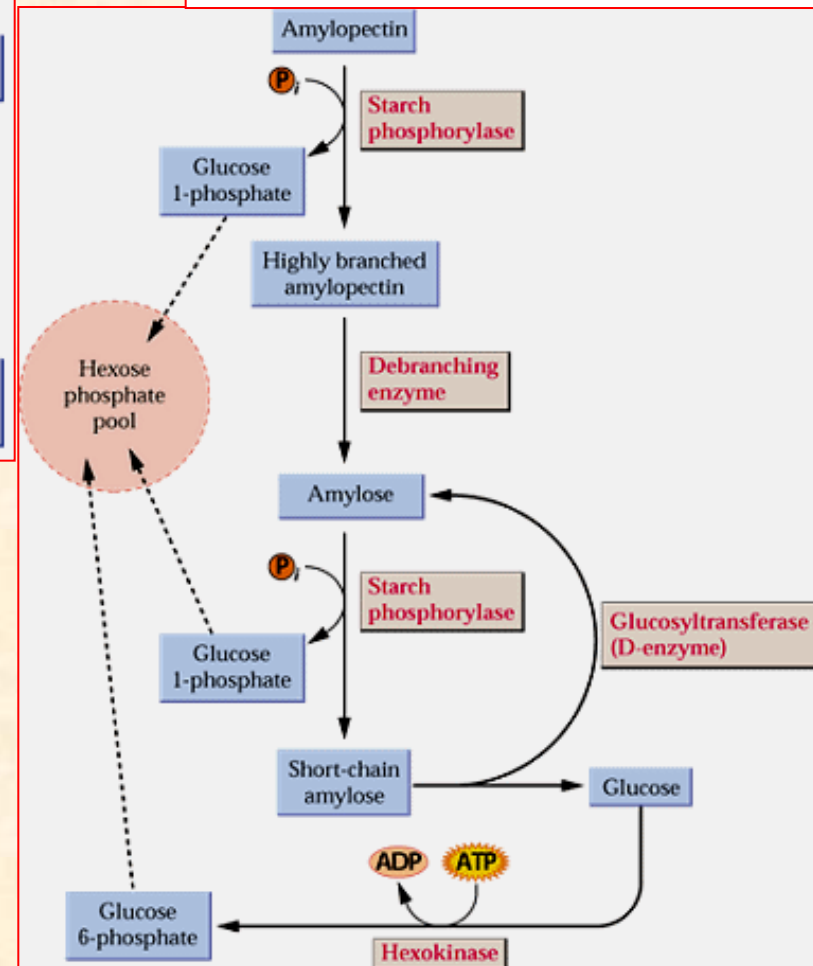 Amylopectin
Pi
Starch
phosphorylase
Glucose
1-phosphate
Highly branched
amylopectin
Hexose
phosphate
pool
Debranching
enzyme
Amylose
Pi
Starch
phosphorylase
Glucosyltransferase
(D-enzyme)
Glucose
1-phosphate
Short-chain
amylose
Glucose
ADP
ATP
Glucose
6-phosphate
Hexokinase